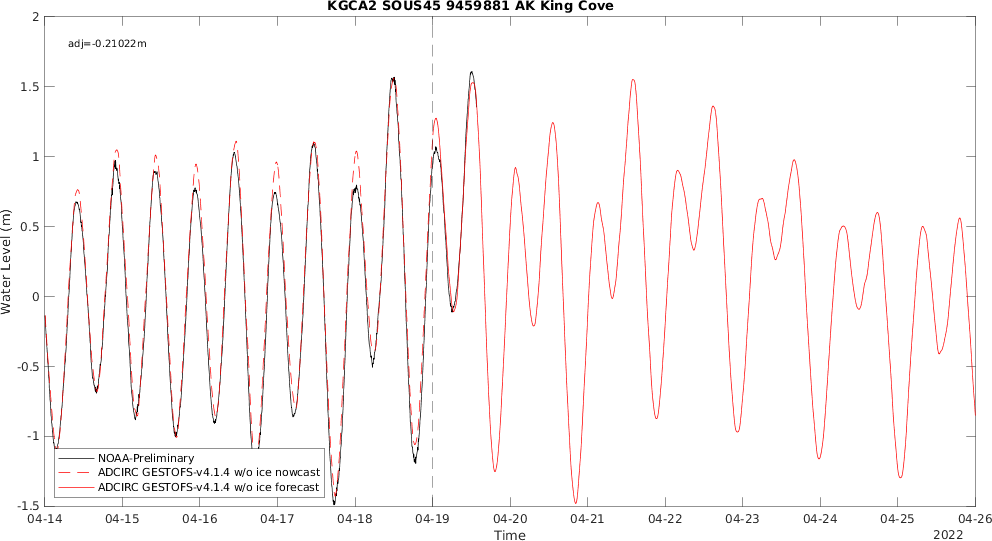 KGCA2 SOUS45 9459881 AK King Cove
adj=-0.21022m
Water Level (m)
2
1.5
1
0.5
0
-0.5
-1
-1.5
NOAA-Preliminary
ADCIRC GESTOFS-v4.1.4 w/o ice nowcast
ADCIRC GESTOFS-v4.1.4 w/o ice forecast
04-14 04-15 04-16 04-17 04-18 04-19 04-20 04-21 04-22 04-23 04-24 04-25 04-26
Time
2022